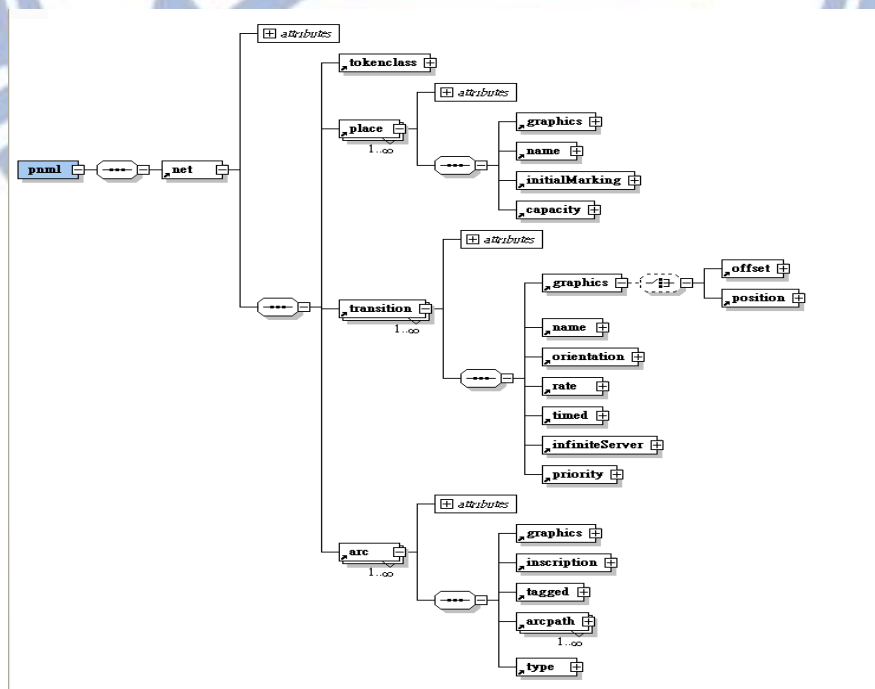 attributes
tokenclass
attributes
place
1..∞
graphics
name
initialMarking
capacity
pnml
net
attributes
transition
1..∞
graphics
offset
position
name
orientation
rate
timed
infiniteServer
priority
attributes
arc
1..∞
graphics
inscription
tagged
arcpath
1..∞
type